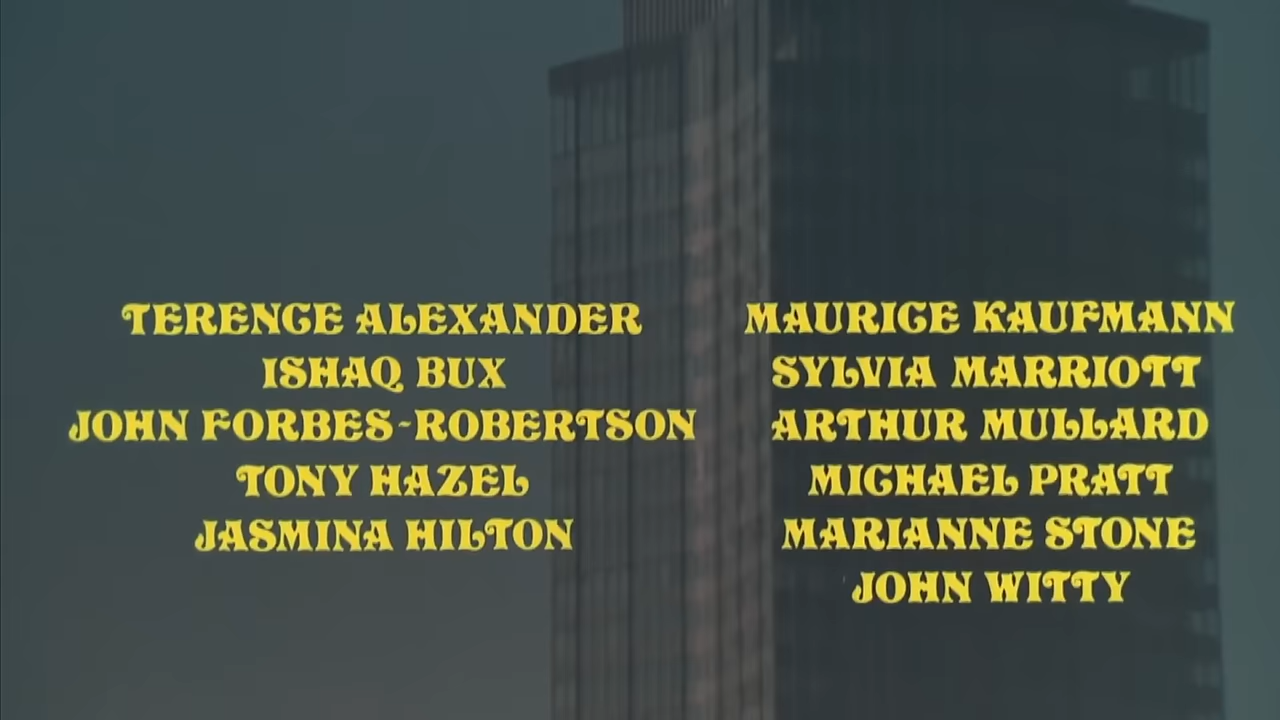 TERENCE ALEXANDER
ISHAQ BUX
JOHN FORBES-ROBERTSON
TONY HAZEL
JASMINA HILTON
MAURICE KAUFMANN
SYLVIA MARRIOTT
ARTHUR MULLARD
MICHAEL PRATT
MARIANNE STONE
JOHN WITTY